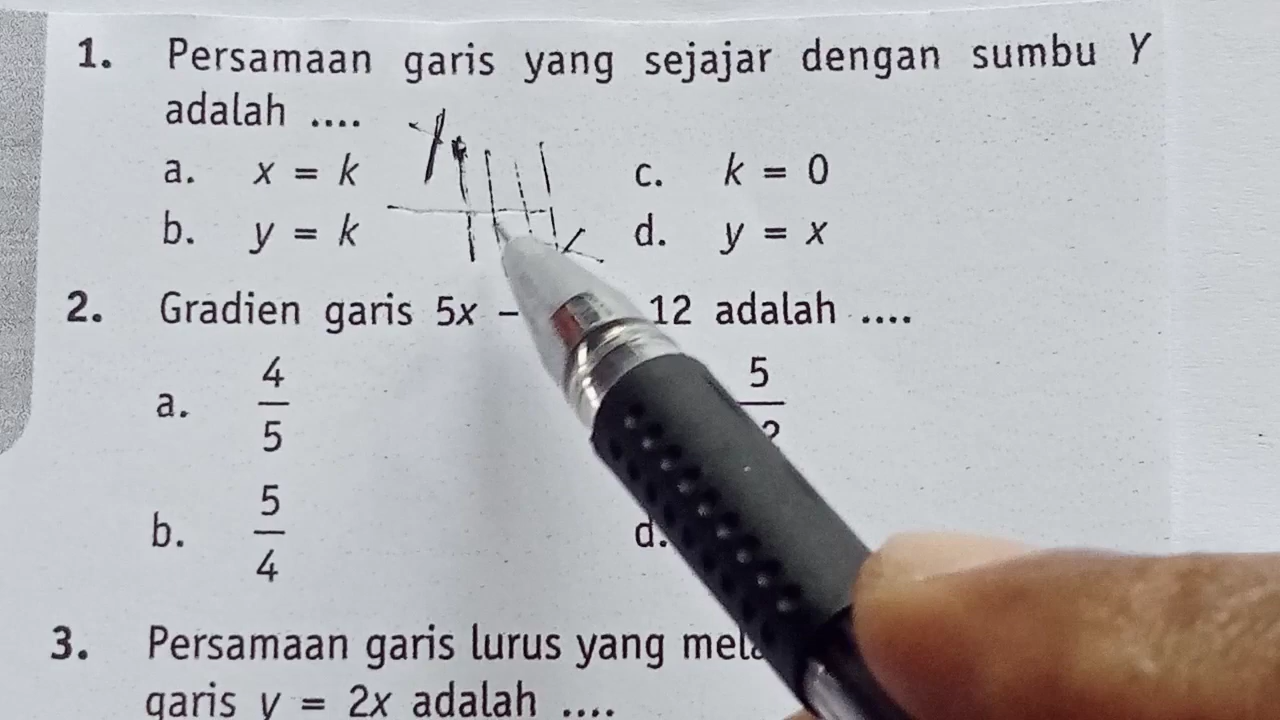 1. Persamaan garis yang sejajar dengan sumbu Y
adalah ....
a. x = k
c. k = 0
b. y = k
d. y = x
2. Gradien garis 5x – 12 adalah ....
a. 4/5
5
b. 5/4
d.
3. Persamaan garis lurus yang
garis y = 2x adalah ....